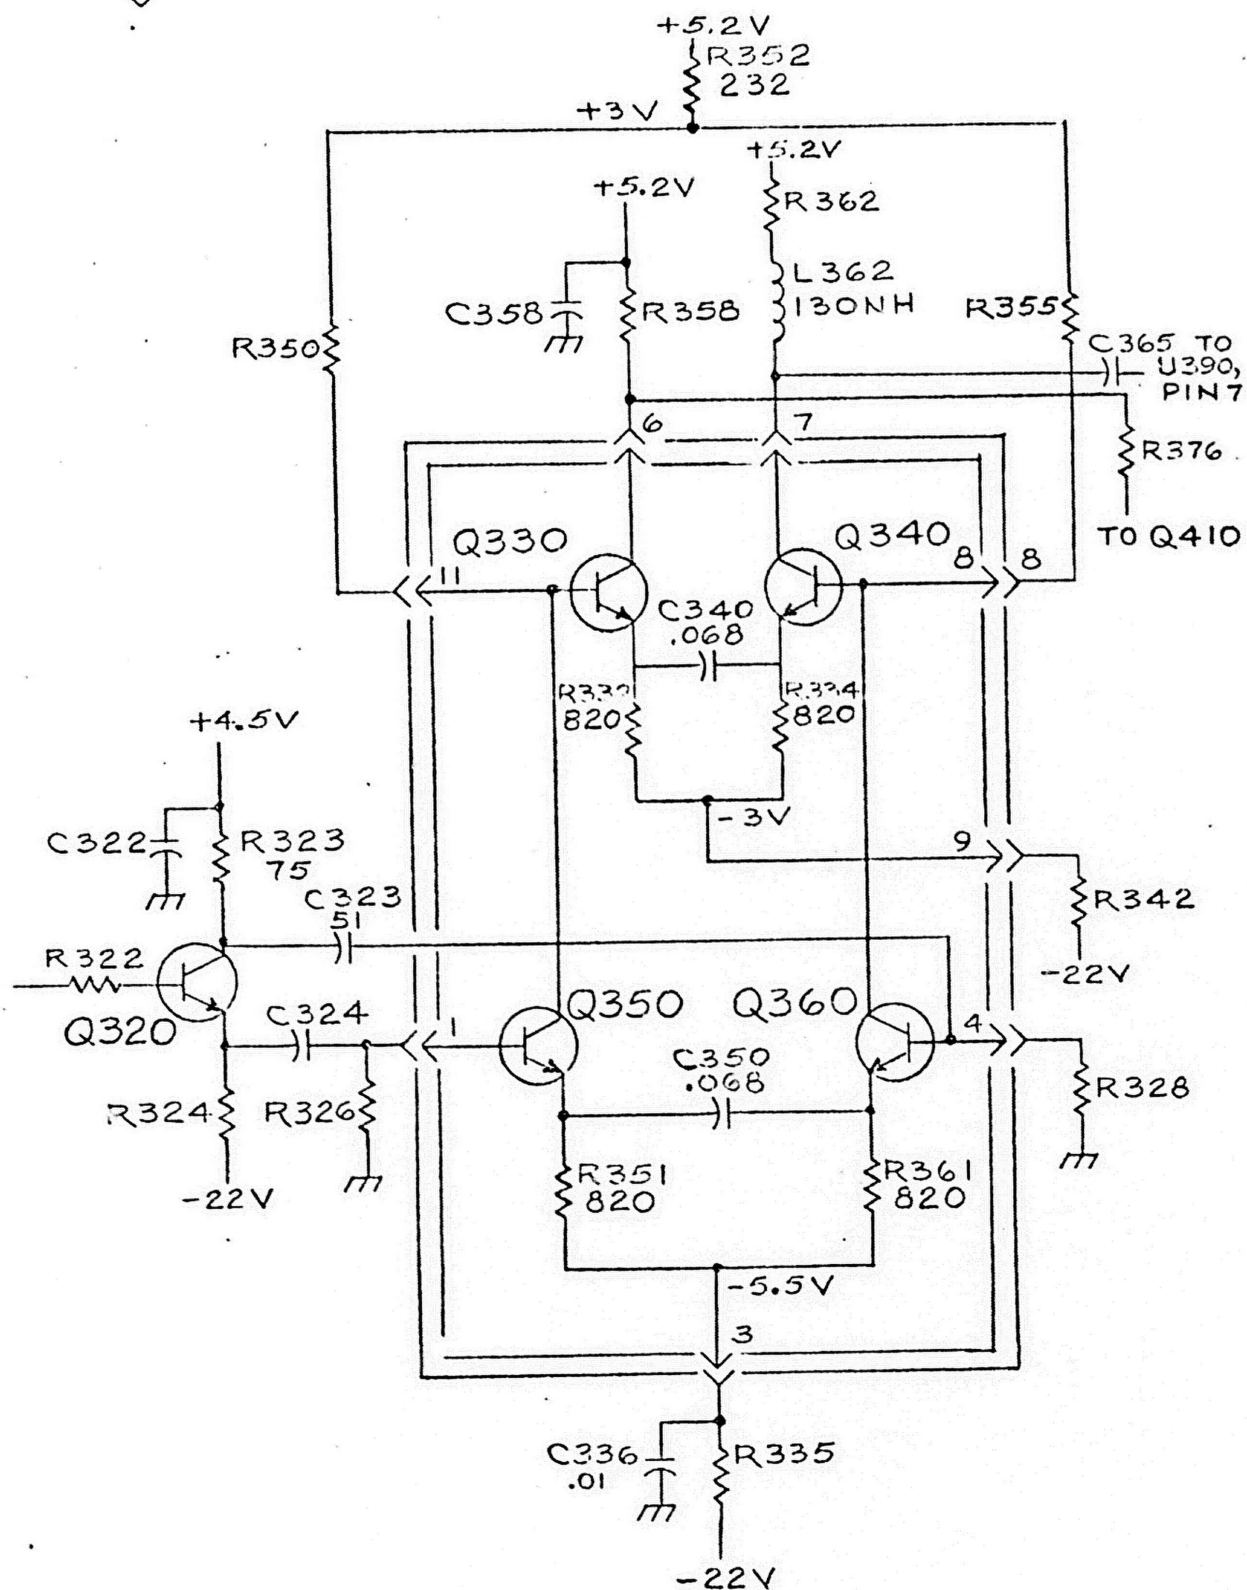 +5.2V
R352
232
+3V
+5.2V
+5.2V
R362
L362
130NH
C358
R358
R355
R350
C365 TO
U390,
PIN 7
6
7
R376
TO Q410
Q330
Q340
11
8
8
C340
.068
R334
820
820
+4.5V
-3V
C322
R323
75
9
C323
51
R342
R322
-22V
Q320
C324
1
Q350
Q360
4
C350
.068
R324
R326
R328
R351
820
R361
820
-22V
-5.5V
3
C336
.01
R335
-22V